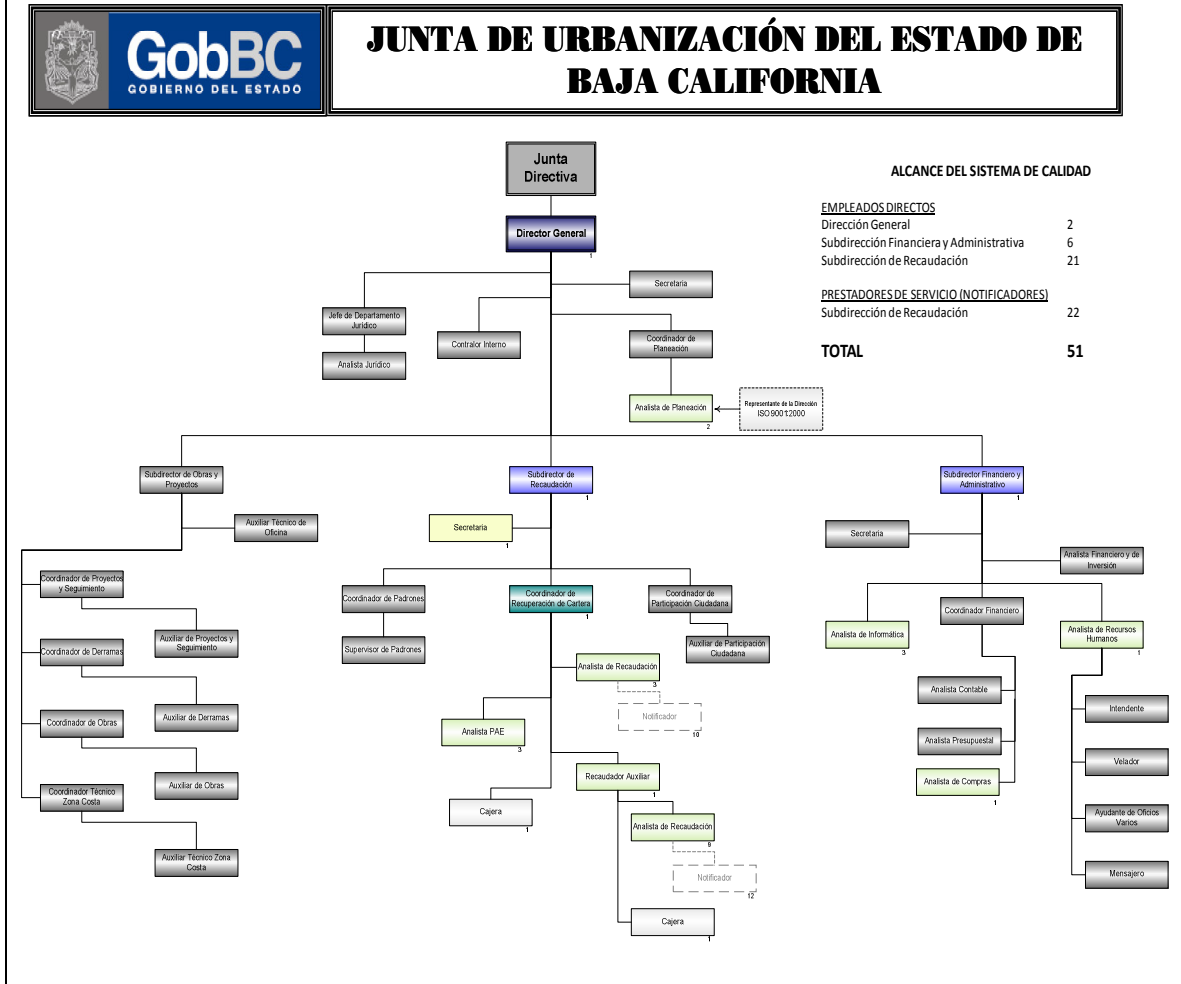 GobBC
GOBIERNO DEL ESTADO
JUNTA DE URBANIZACIÓN DEL ESTADO DE
BAJA CALIFORNIA
Junta
Directiva
ALCANCE DEL SISTEMA DE CALIDAD
EMPLEADOS DIRECTOS
Dirección General 2
Subdirección Financiera y Administrativa 6
Subdirección de Recaudación 21
PRESTADORES DE SERVICIO (NOTIFICADORES)
Subdirección de Recaudación 22
TOTAL 51
Director General
1
Secretaria
Jefe de Departamento
Jurídico
Analista Jurídico
Contralor Interno
Coordinador de
Planeación
Analista de Planeación
2
Representante de la Dirección
ISO 9001:2000
Subdirector de Obras y
Proyectos
Auxiliar Técnico de
Oficina
Coordinador de Proyectos
y Seguimiento
Auxiliar de Proyectos y
Seguimiento
Coordinador de Derramas
Auxiliar de Derramas
Coordinador de Obras
Auxiliar de Obras
Coordinador Técnico
Zona Costa
Auxiliar Técnico Zona
Costa
Subdirector de
Recaudación
1
Secretaria
1
Coordinador de Padrones
Supervisor de Padrones
Coordinador de
Recuperación de Cartera
1
Coordinador de
Participación Ciudadana
Auxiliar de Participación
Ciudadana
Analista de Recaudación
3
Notificador
10
Analista PAE
3
Recaudador Auxiliar
1
Cajera
1
Analista de Recaudación
9
Notificador
12
Cajera
1
Subdirector Financiero y
Administrativo
1
Secretaria
Analista Financiero y de
Inversión
Analista de Informática
3
Coordinador Financiero
Analista de Recursos
Humanos
1
Analista Contable
Analista Presupuestal
Analista de Compras
1
Intendente
Velador
Ayudante de Oficios
Varios
Mensajero